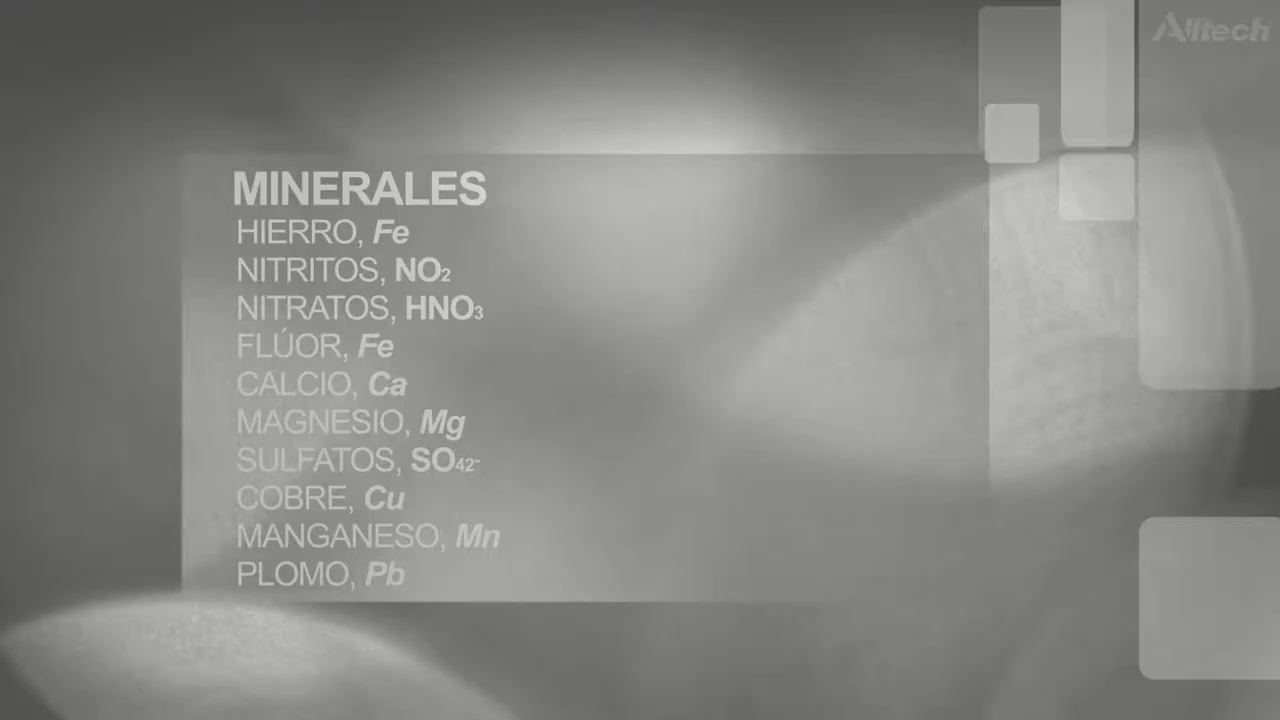 Alltech
MINERALES
HIERRO, Fe
NITRITOS, NO₂
NITRATOS, HNO₃
FLÚOR, Fe
CALCIO, Ca
MAGNESIO, Mg
SULFATOS, SO₄₂-
COBRE, Cu
MANGANESO, Mn
PLOMO, Pb